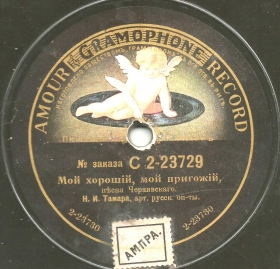 AMOUR GRAMOPHONE RECORD
№ заказа С 2-23729
Мой хорошій, мой пригожій,
пѣсня Чернявскаго.
Н. И. Тамара, арт. русск. оп-ты.
2-23730
2-23730
АМПРА.